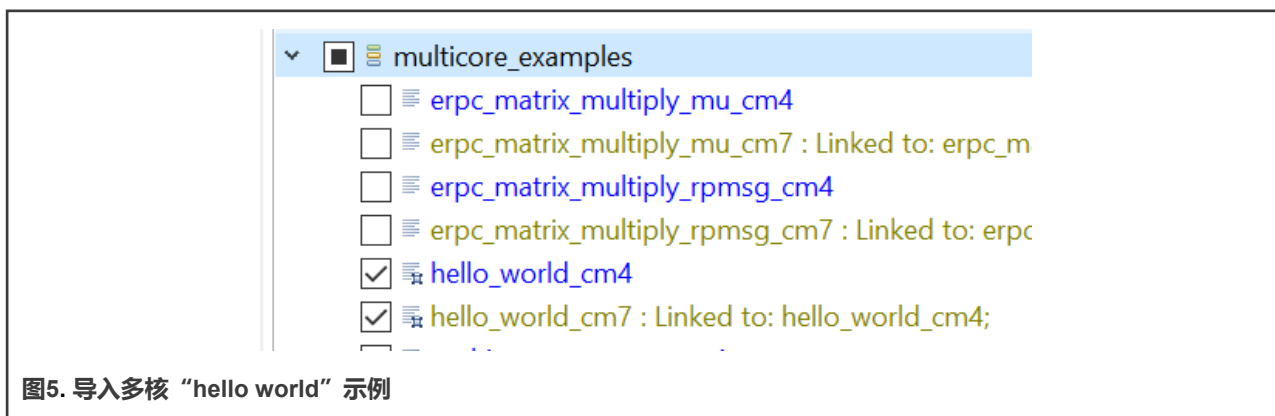 multicore_examples
erpc_matrix_multiply_mu_cm4
erpc_matrix_multiply_mu_cm7 : Linked to: erpc_m
erpc_matrix_multiply_rpmsg_cm4
erpc_matrix_multiply_rpmsg_cm7 : Linked to: erpc
hello_world_cm4
hello_world_cm7 : Linked to: hello_world_cm4;
图5. 导入多核“hello world”示例